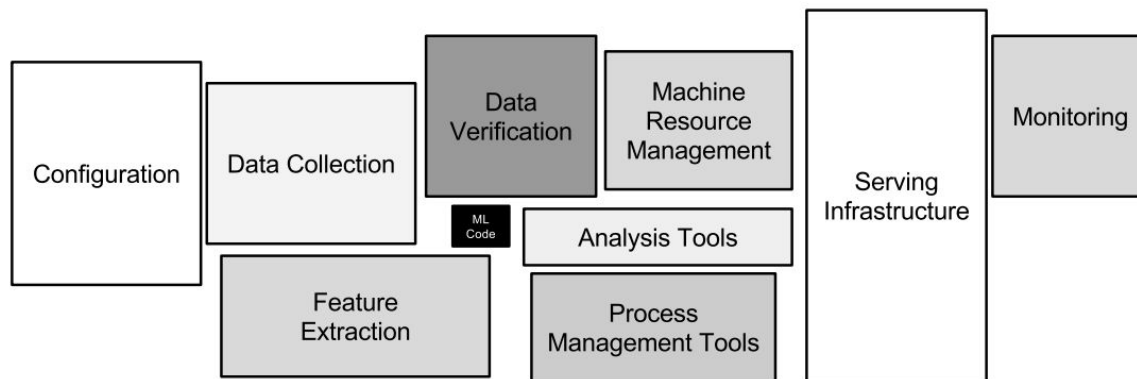 Configuration
Data Collection
Data
Verification
Machine
Resource
Management
Serving
Infrastructure
Monitoring
ML
Code
Analysis Tools
Feature
Extraction
Process
Management Tools